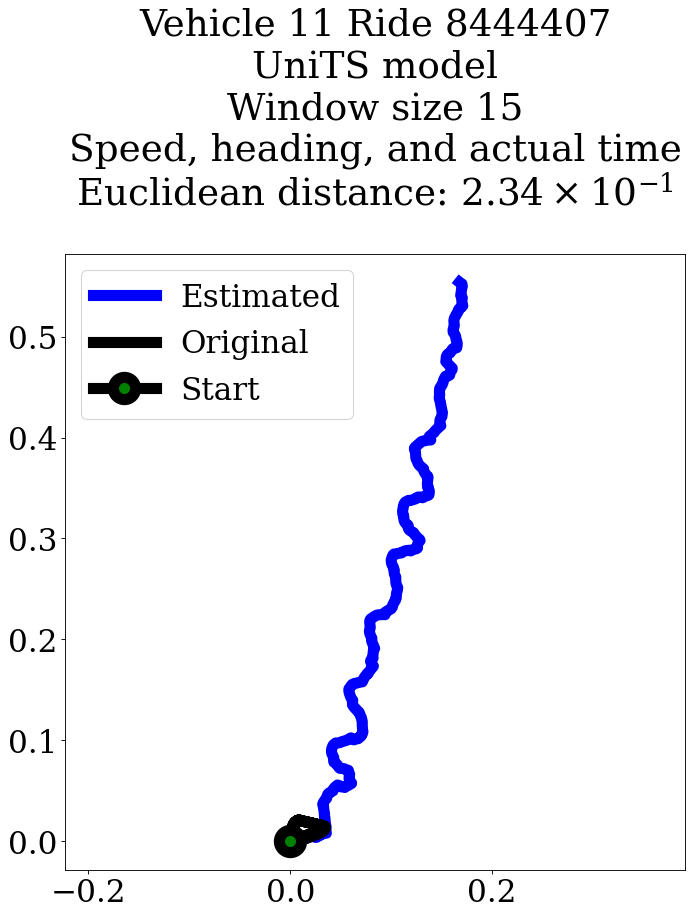 Vehicle 11 Ride 8444407
UniTS model
Window size 15
Speed, heading, and actual time
Euclidean distance: 2.34 × 10⁻¹
Estimated
Original
Start
0.5
0.4
0.3
0.2
0.1
0.0
−0.2 0.0 0.2